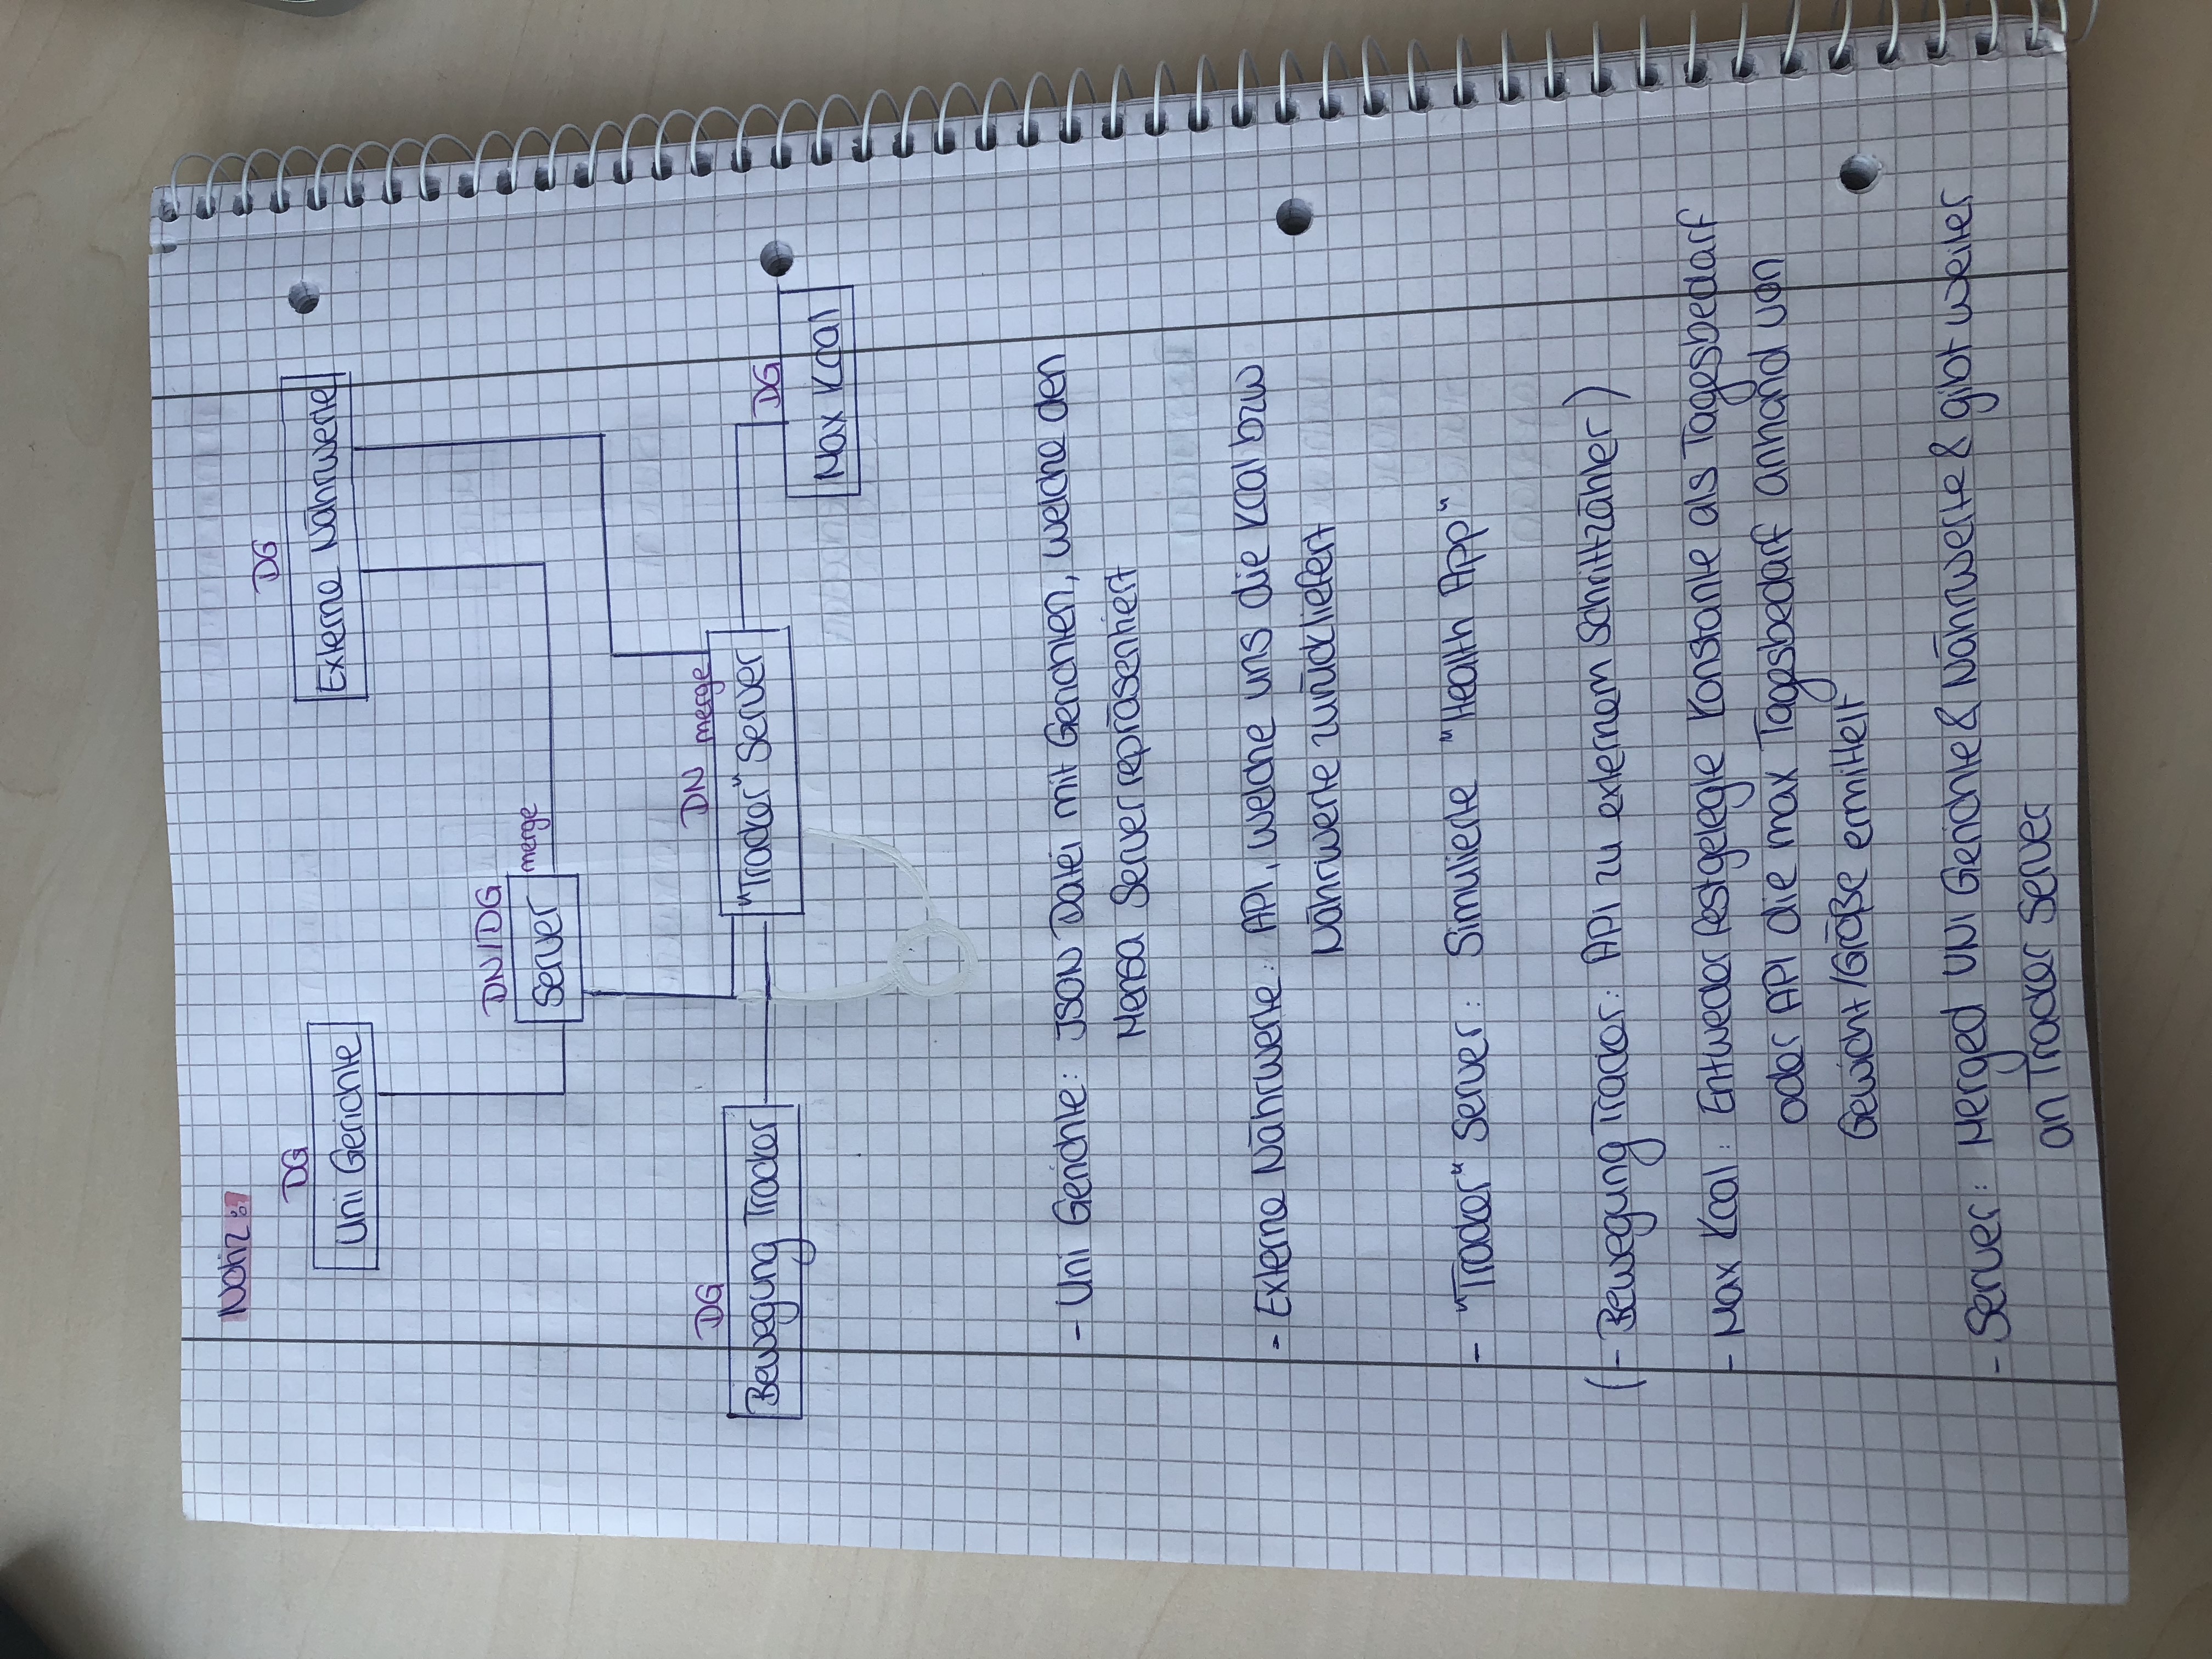 Notiz:
DG
Uni Gerichte
DG
Externe Nährwerte
DN/DG
Server
merge
DG
Bewegung Tracker
DN merge
"Tracker" Server
DG
Max Kcal
- Uni Gerichte: JSON Datei mit Gerichten, welche den
Mensa Server repräsentiert
- Externe Nährwerte: API, welche uns die Kcal bzw
Nährwerte zurückliefert
- "Tracker" Server: Simulierte "Health App"
(- Bewegung Tracker: API zu externem Schrittzähler)
- Max Kcal: Entweder festgelegte Konstante als Tagesbedarf
oder API die max Tagesbedarf anhand von
Gewicht/Größe ermittelt
- Server: Merged UNI Gerichte & Nährwerte & gibt weiter
an Tracker Server